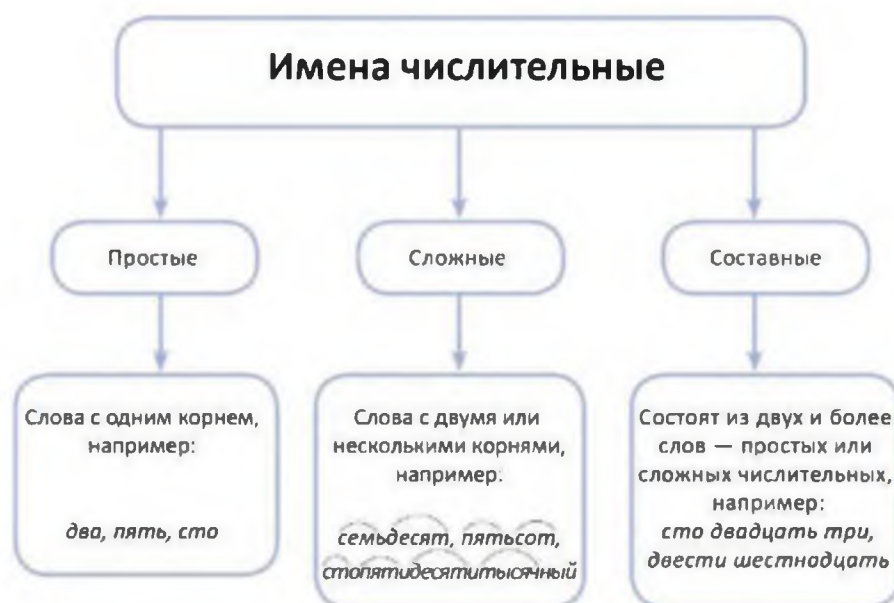 Имена числительные
Простые
Сложные
Составные
Слова с одним корнем,
например:
два, пять, сто
Слова с двумя или
несколькими корнями,
например:
семьдесят, пятьсот,
стопятидесятитысячный
Состоят из двух и более
слов — простых или
сложных числительных,
например:
сто двадцать три,
двести шестнадцать